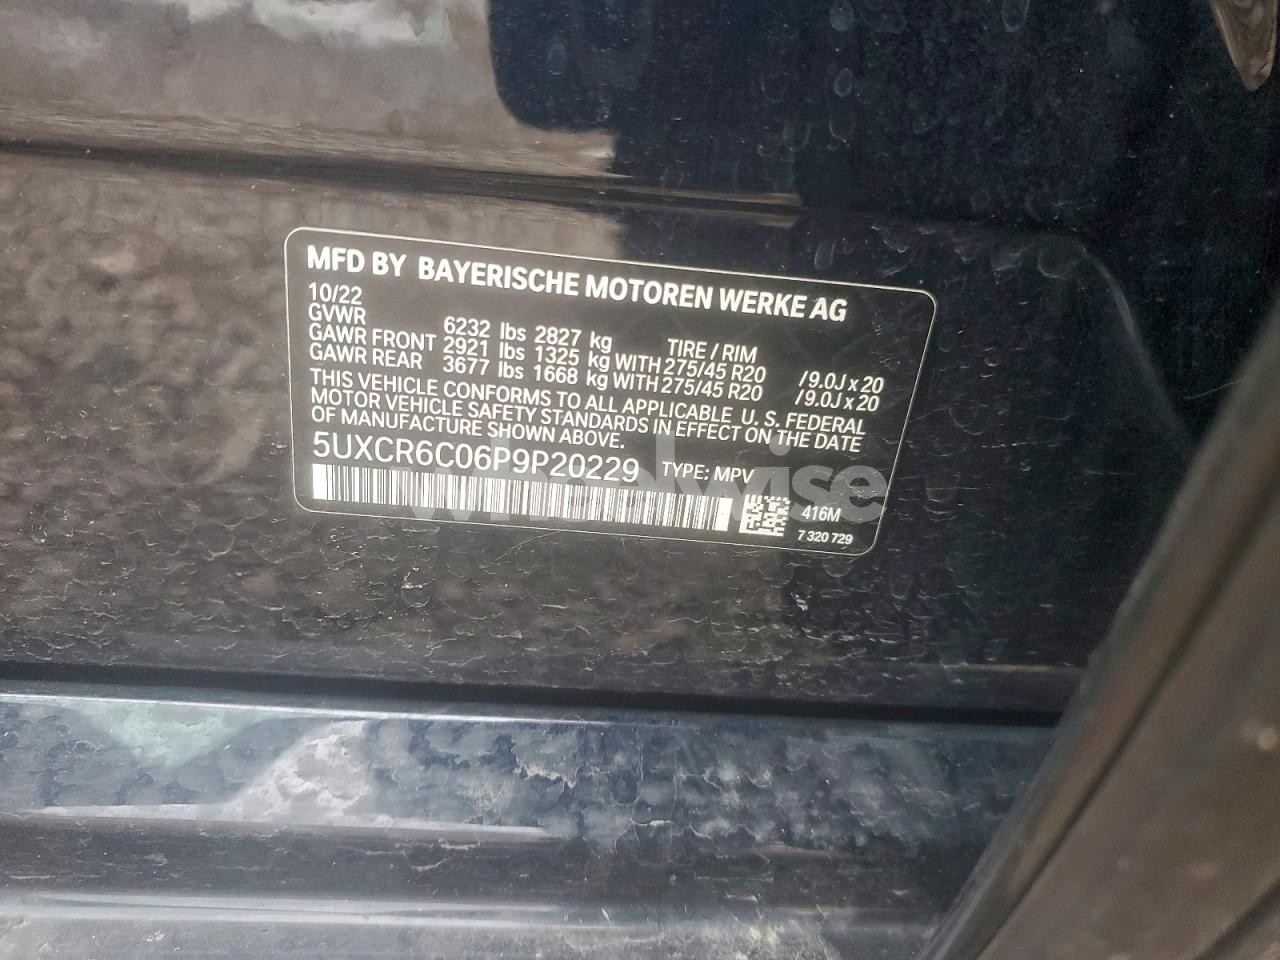 MFD BY BAYERISCHE MOTOREN WERKE AG
10/22
GVWR 6232 lbs 2827 kg TIRE / RIM
GAWR FRONT 2921 lbs 1325 kg WITH 275/45 R20 / 9.0J x 20
GAWR REAR 3677 lbs 1668 kg WITH 275/45 R20 / 9.0J x 20
THIS VEHICLE CONFORMS TO ALL APPLICABLE U. S. FEDERAL
MOTOR VEHICLE SAFETY STANDARDS IN EFFECT ON THE DATE
OF MANUFACTURE SHOWN ABOVE.
5UXCR6C06P9P20229 TYPE: MPV
wheelwise
416M
7 320 729